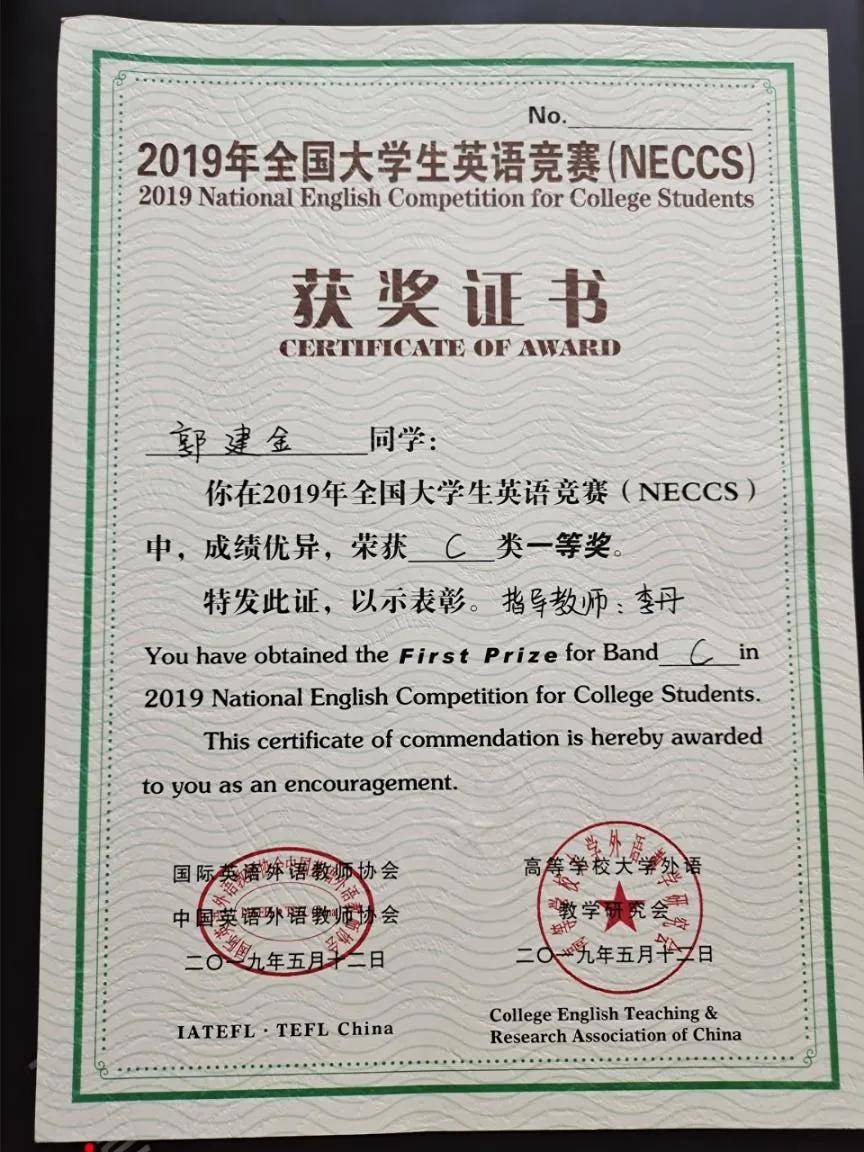 No.
2019年全国大学生英语竞赛(NECCS)
2019 National English Competition for College Students
获奖证书
CERTIFICATE OF AWARD
郭建金 同学:
你在2019年全国大学生英语竞赛(NECCS)
中,成绩优异,荣获 C 类一等奖。
特发此证,以示表彰。指导教师:李丹
You have obtained the First Prize for Band C in
2019 National English Competition for College Students.
This certificate of commendation is hereby awarded
to you as an encouragement.
国际英语外语教师协会
中国英语外语教师协会
二〇一九年五月十二日
IATEFL · TEFL China
高等学校大学外语
教学研究会
二〇一九年五月十二日
College English Teaching &
Research Association of China